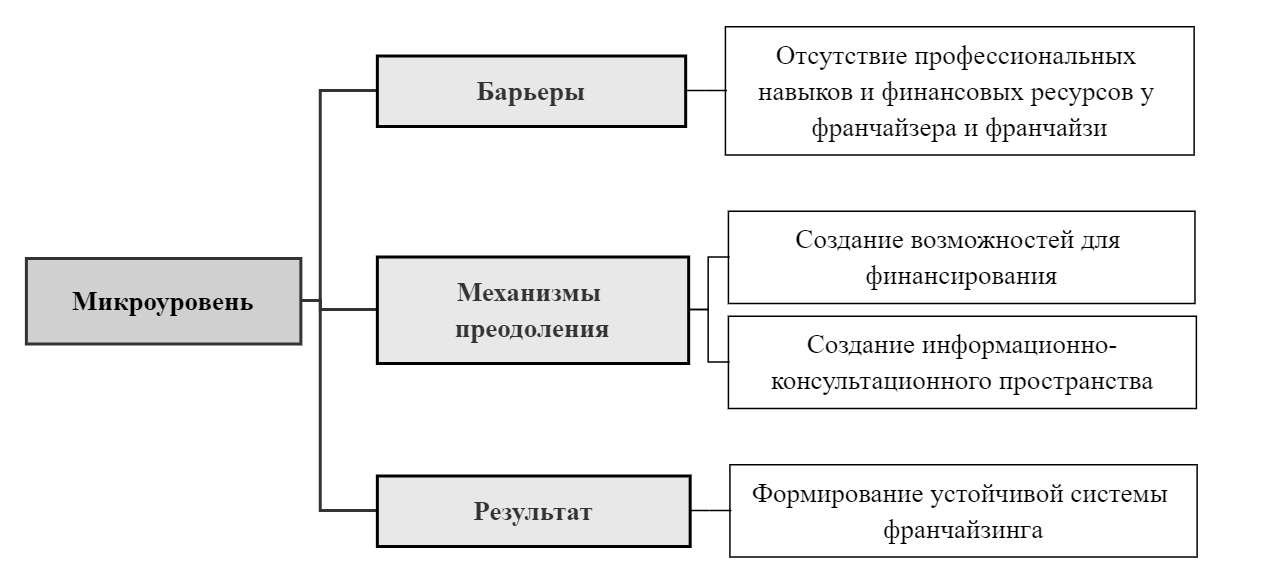 Микроуровень
Барьеры
Отсутствие профессиональных
навыков и финансовых ресурсов у
франчайзера и франчайзи
Механизмы
преодоления
Создание возможностей для
финансирования
Создание информационно-
консультационного пространства
Результат
Формирование устойчивой системы
франчайзинга